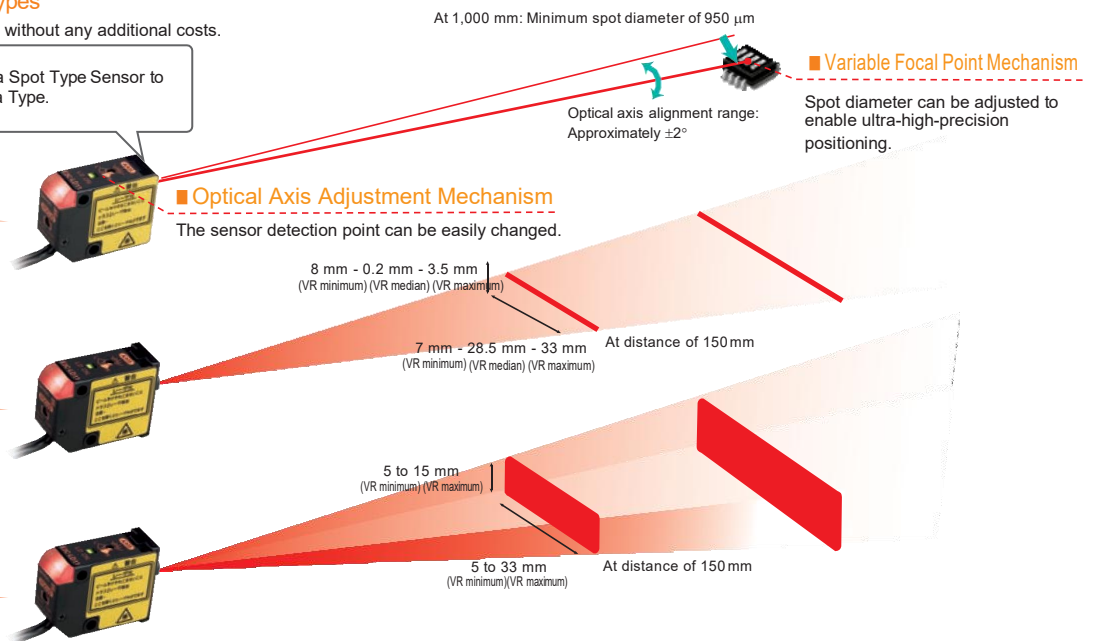 ypes
without any additional costs.
a Spot Type Sensor to
a Type.
At 1,000 mm: Minimum spot diameter of 950 µm
■ Variable Focal Point Mechanism
Spot diameter can be adjusted to
enable ultra-high-precision
positioning.
Optical axis alignment range:
Approximately ±2°
■ Optical Axis Adjustment Mechanism
The sensor detection point can be easily changed.
8 mm - 0.2 mm - 3.5 mm
(VR minimum) (VR median) (VR maximum)
7 mm - 28.5 mm - 33 mm
(VR minimum) (VR median) (VR maximum)
At distance of 150 mm
5 to 15 mm
(VR minimum) (VR maximum)
5 to 33 mm
(VR minimum)(VR maximum)
At distance of 150 mm